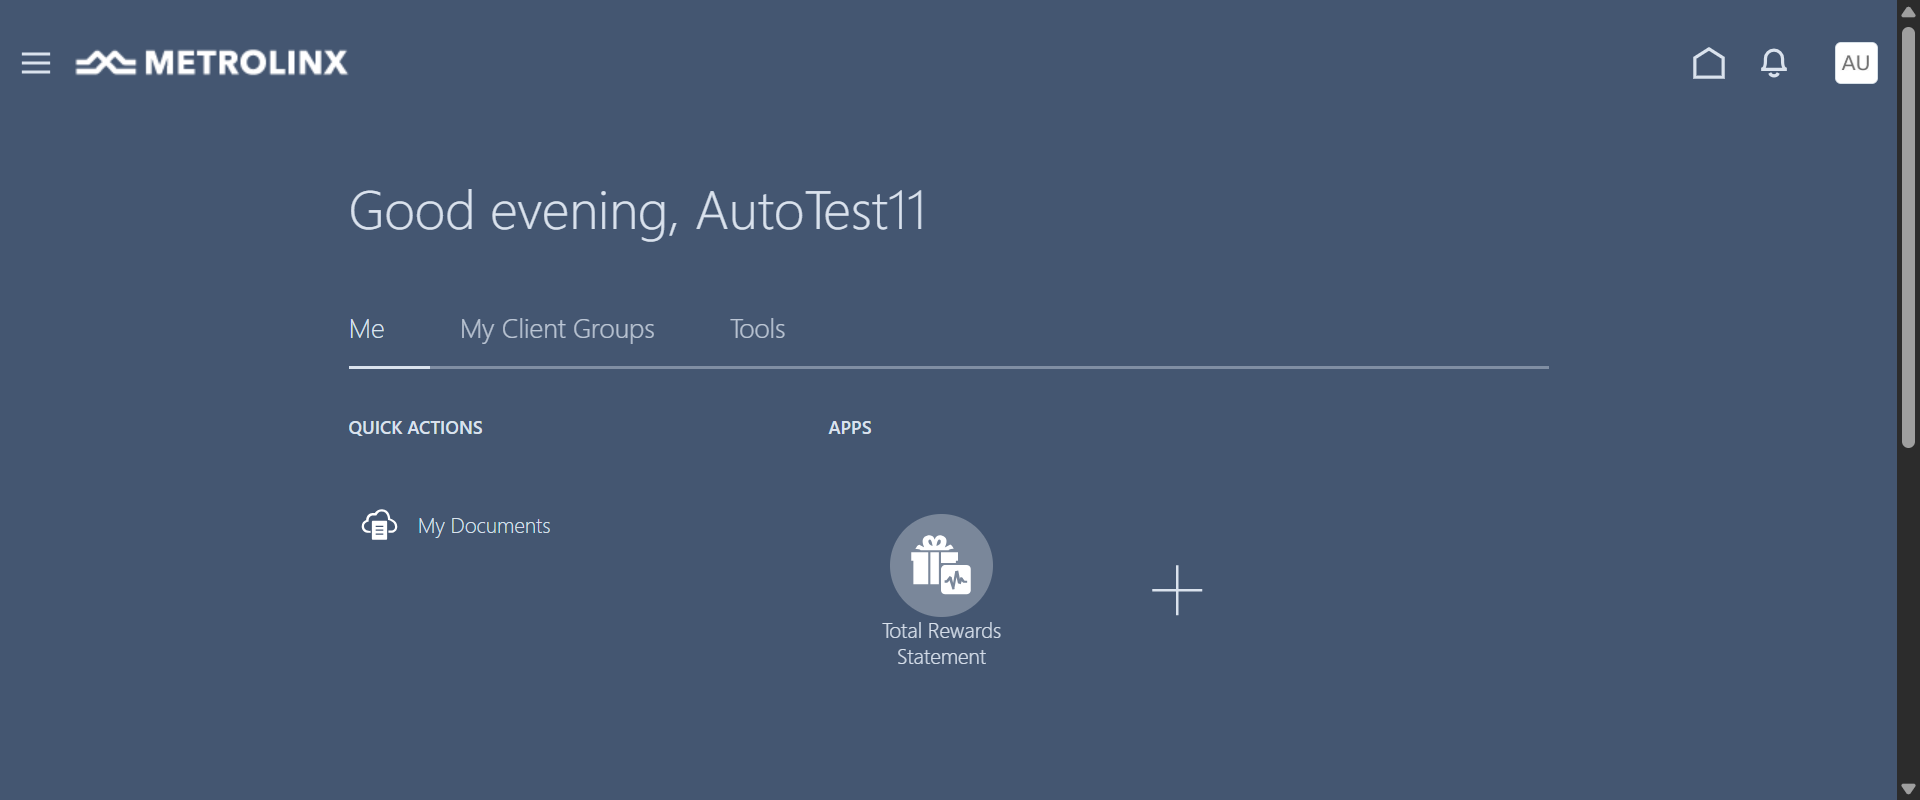 METROLINX
AU
Good evening, AutoTest11
Me
My Client Groups
Tools
QUICK ACTIONS
APPS
My Documents
Total Rewards
Statement